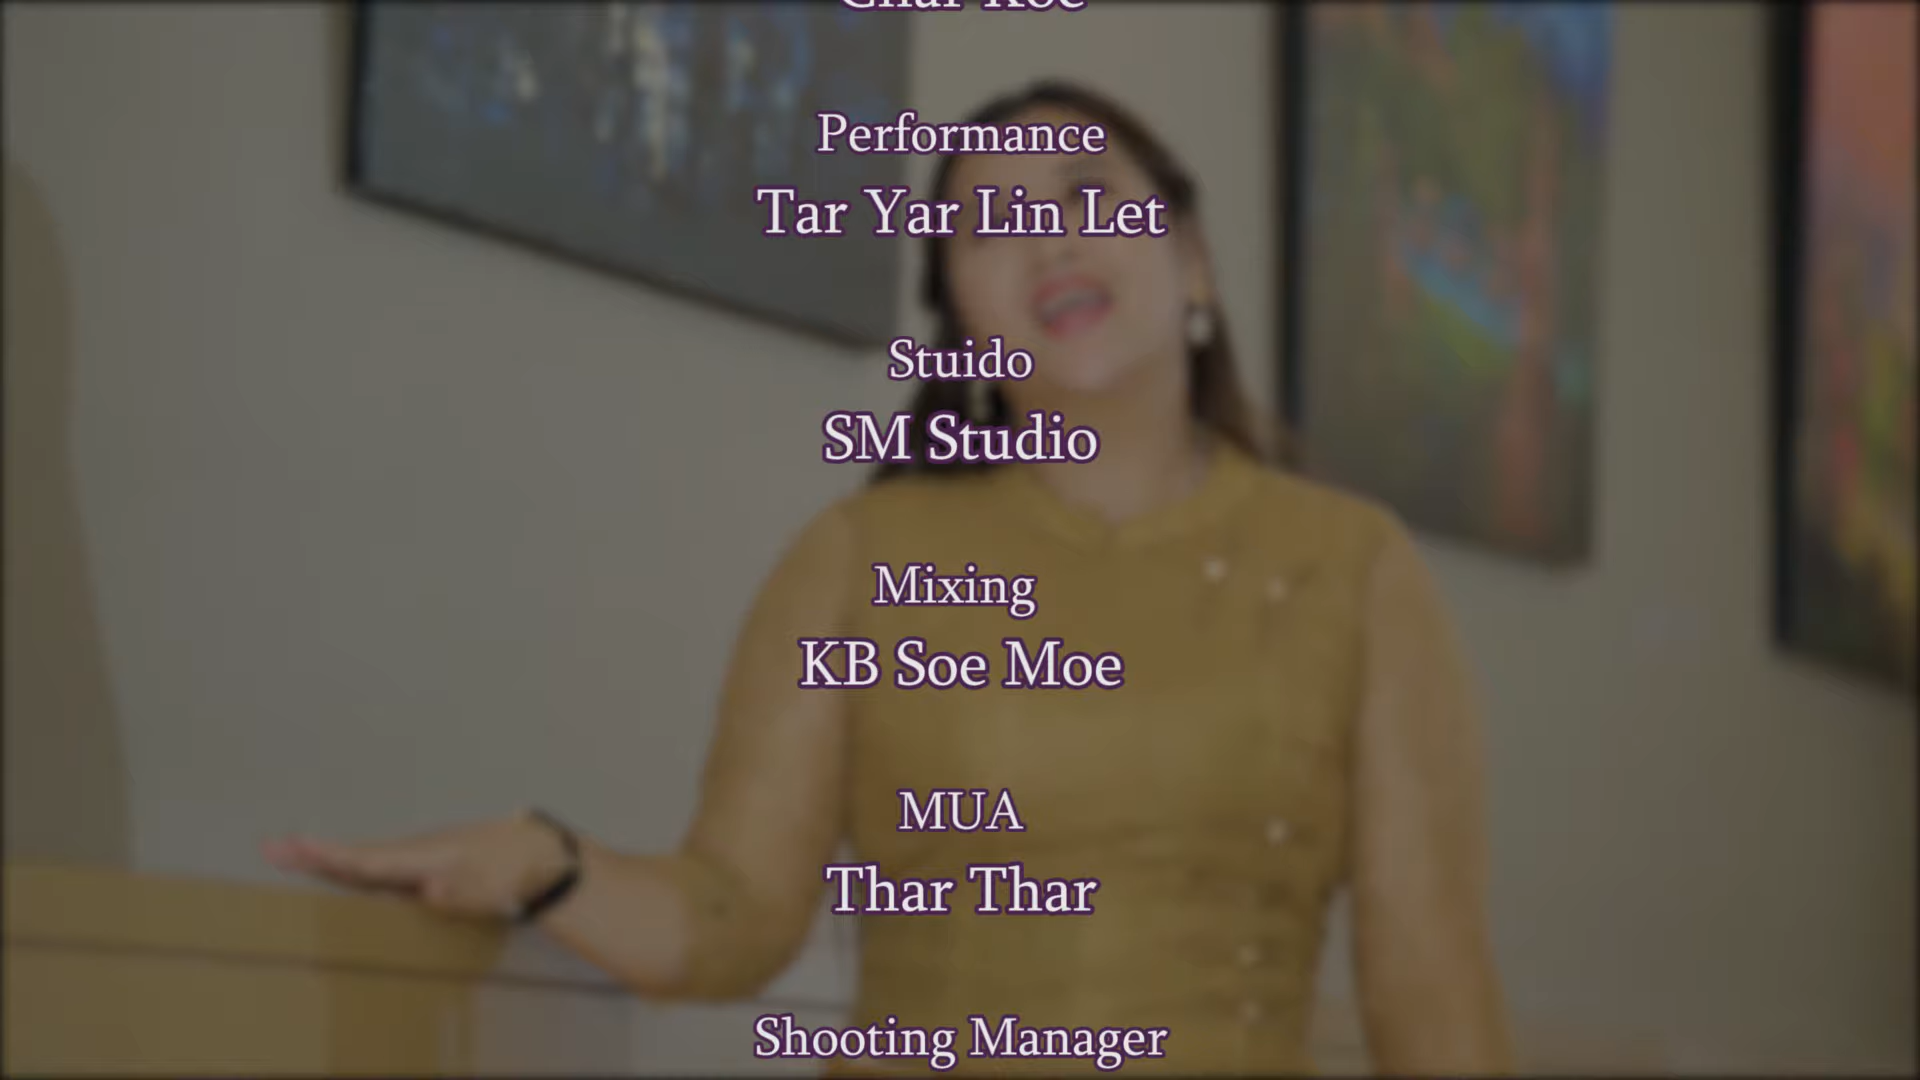 Performance
Tar Yar Lin Let
Stuido
SM Studio
Mixing
KB Soe Moe
MUA
Thar Thar
Shooting Manager